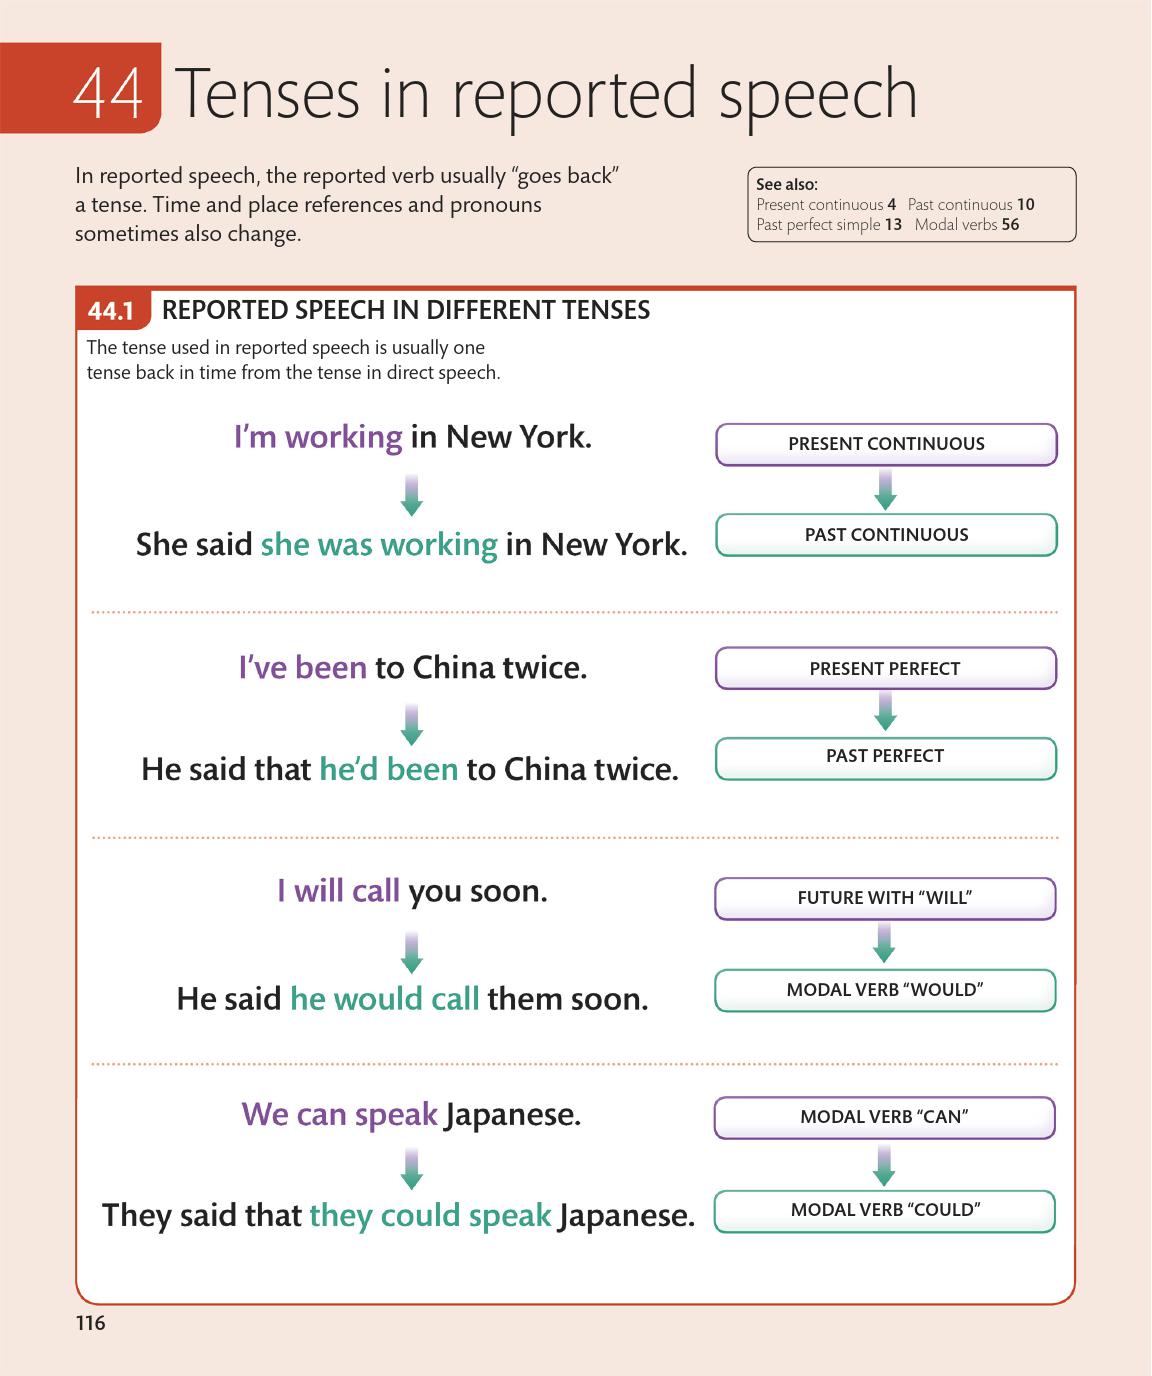 44 Tenses in reported speech
In reported speech, the reported verb usually “goes back”
a tense. Time and place references and pronouns
sometimes also change.
See also:
Present continuous 4 Past continuous 10
Past perfect simple 13 Modal verbs 56
44.1 REPORTED SPEECH IN DIFFERENT TENSES
The tense used in reported speech is usually one
tense back in time from the tense in direct speech.
I’m working in New York.
PRESENT CONTINUOUS
She said she was working in New York.
PAST CONTINUOUS
I’ve been to China twice.
PRESENT PERFECT
He said that he’d been to China twice.
PAST PERFECT
I will call you soon.
FUTURE WITH “WILL”
He said he would call them soon.
MODAL VERB “WOULD”
We can speak Japanese.
MODAL VERB “CAN”
They said that they could speak Japanese.
MODAL VERB “COULD”
116